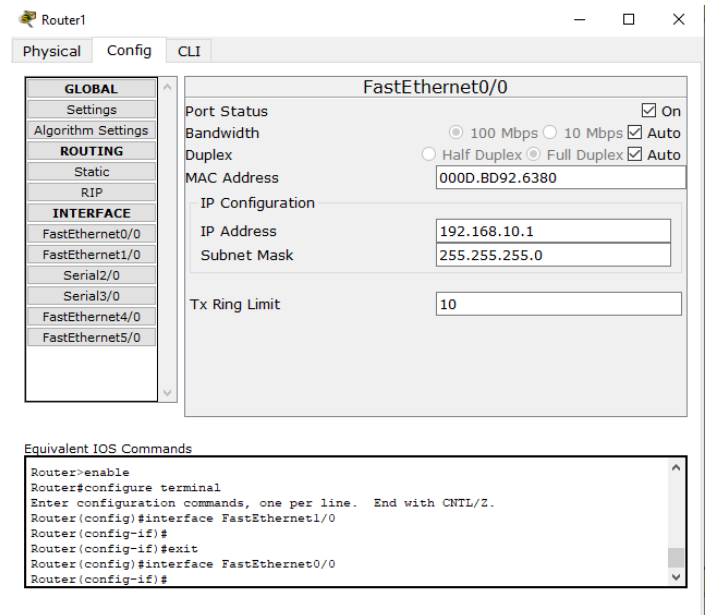 Router1
Physical Config CLI
GLOBAL
Settings
Algorithm Settings
ROUTING
Static
RIP
INTERFACE
FastEthernet0/0
FastEthernet1/0
Serial2/0
Serial3/0
FastEthernet4/0
FastEthernet5/0
FastEthernet0/0
Port Status On
Bandwidth 100 Mbps 10 Mbps Auto
Duplex Half Duplex Full Duplex Auto
MAC Address 000D.BD92.6380
IP Configuration
IP Address 192.168.10.1
Subnet Mask 255.255.255.0
Tx Ring Limit 10
Equivalent IOS Commands
Router>enable
Router#configure terminal
Enter configuration commands, one per line. End with CNTL/Z.
Router(config)#interface FastEthernet1/0
Router(config-if)#
Router(config-if)#exit
Router(config)#interface FastEthernet0/0
Router(config-if)#